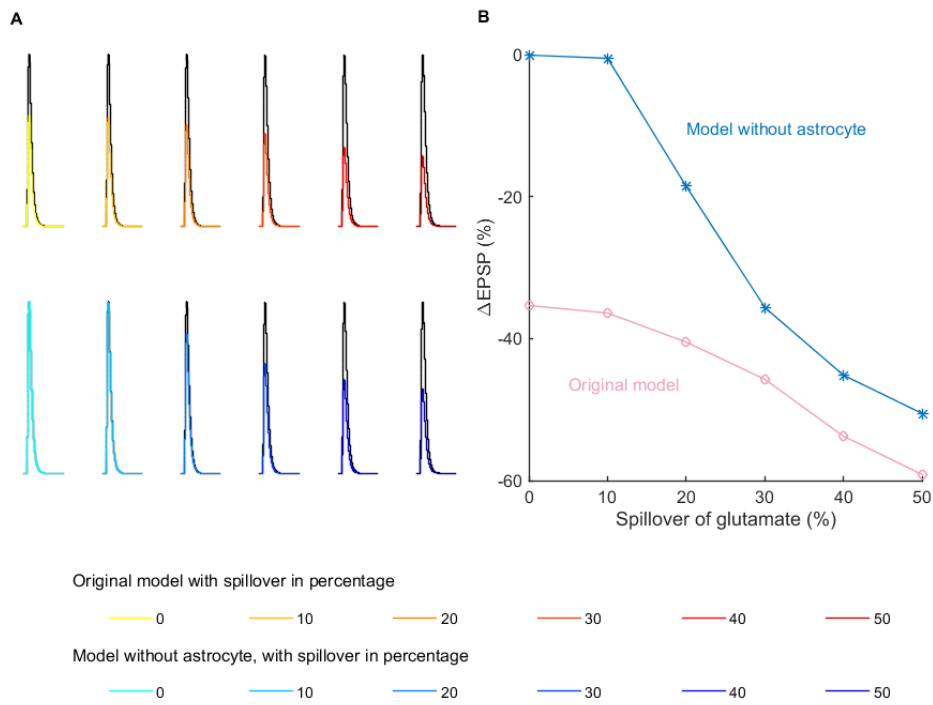 A
B
0
-20
-40
-60
ΔEPSP (%)
Model without astrocyte
Original model
0 10 20 30 40 50
Spillover of glutamate (%)
Original model with spillover in percentage
0 10 20 30 40 50
Model without astrocyte, with spillover in percentage
0 10 20 30 40 50